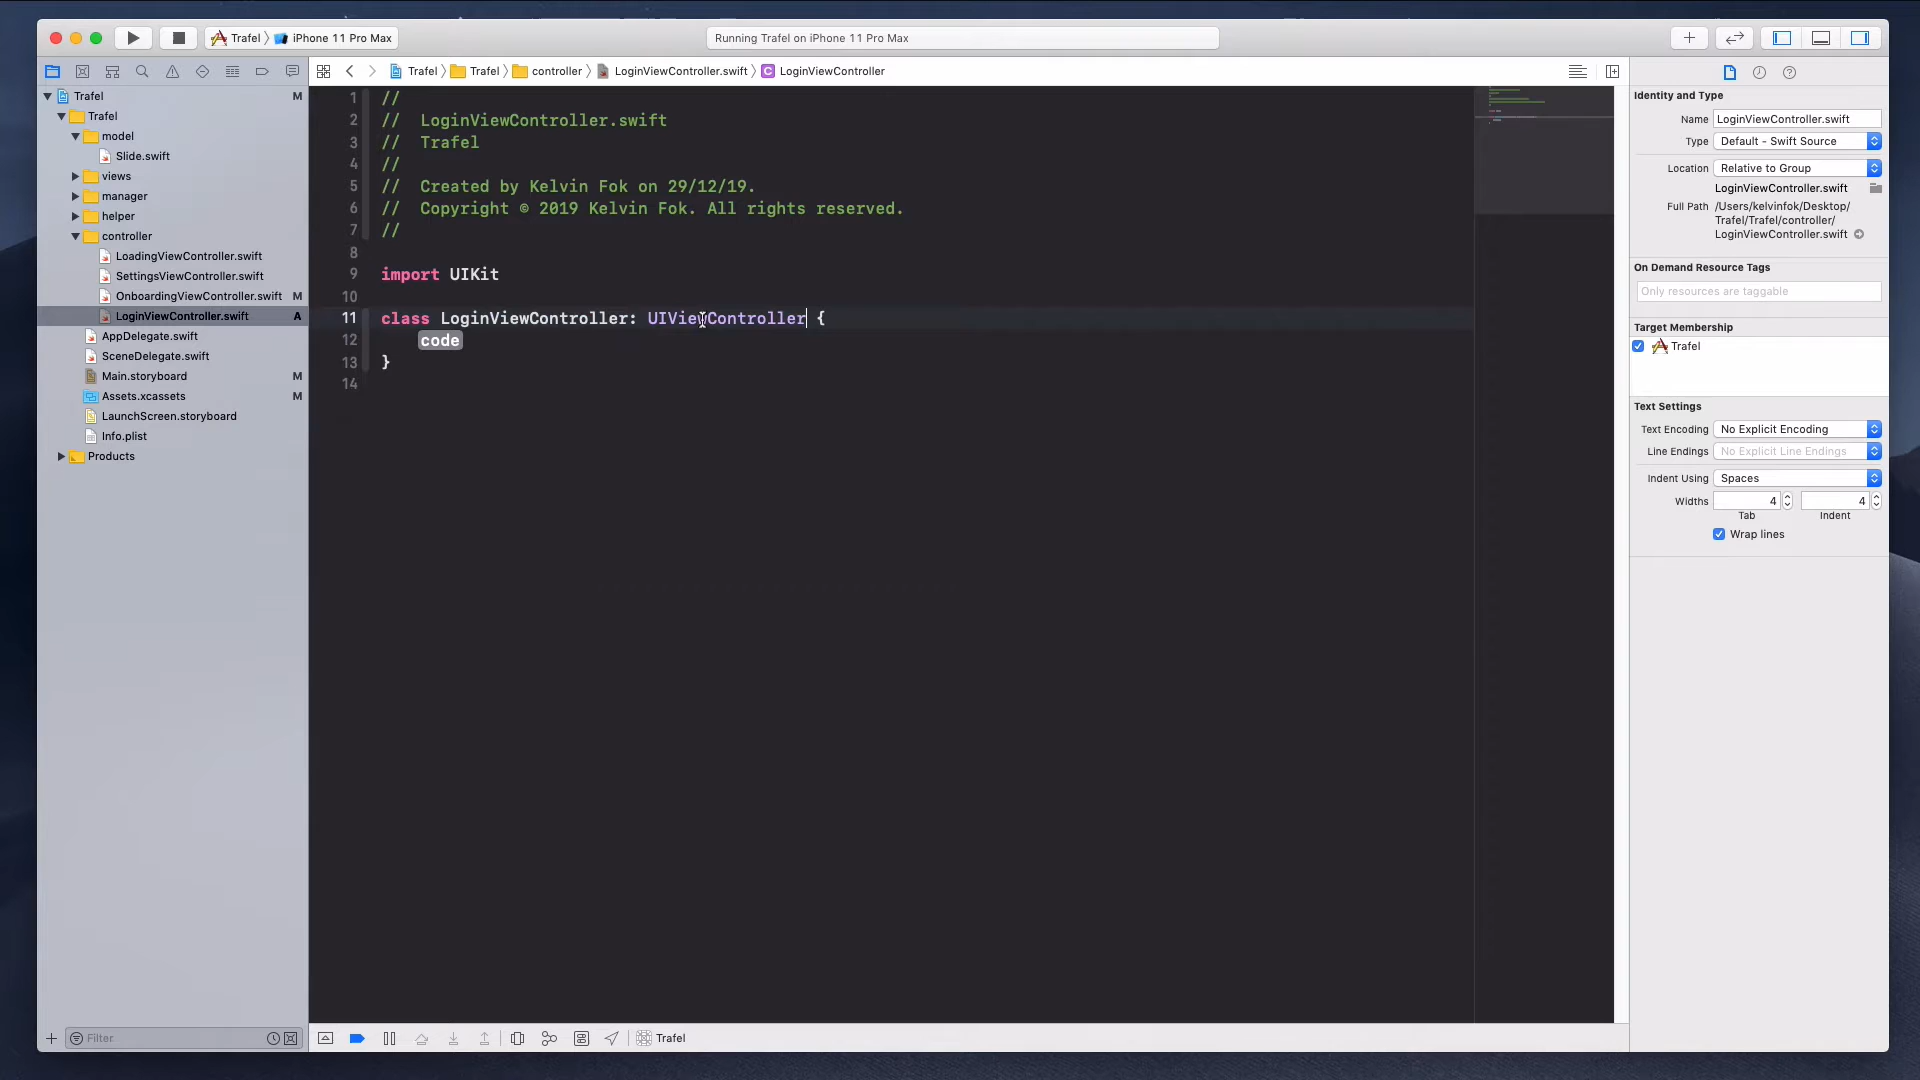 Trafel iPhone 11 Pro Max
Running Trafel on iPhone 11 Pro Max
Trafel Trafel controller LoginViewController.swift C LoginViewController
Trafel M
Trafel
model
Slide.swift
views
manager
helper
controller
LoadingViewController.swift
SettingsViewController.swift
OnboardingViewController.swift M
LoginViewController.swift A
AppDelegate.swift
SceneDelegate.swift
Main.storyboard M
Assets.xcassets M
LaunchScreen.storyboard
Info.plist
Products
Filter
1 //
2 // LoginViewController.swift
3 // Trafel
4 //
5 // Created by Kelvin Fok on 29/12/19.
6 // Copyright © 2019 Kelvin Fok. All rights reserved.
7 //
8
9 import UIKit
10
11 class LoginViewController: UIViewController {
12 code
13 }
14
Trafel
Identity and Type
Name LoginViewController.swift
Type Default - Swift Source
Location Relative to Group
LoginViewController.swift
Full Path /Users/kelvinfok/Desktop/
Trafel/Trafel/controller/
LoginViewController.swift
On Demand Resource Tags
Only resources are taggable
Target Membership
Trafel
Text Settings
Text Encoding No Explicit Encoding
Line Endings No Explicit Line Endings
Indent Using Spaces
Widths 4 4
Tab Indent
Wrap lines